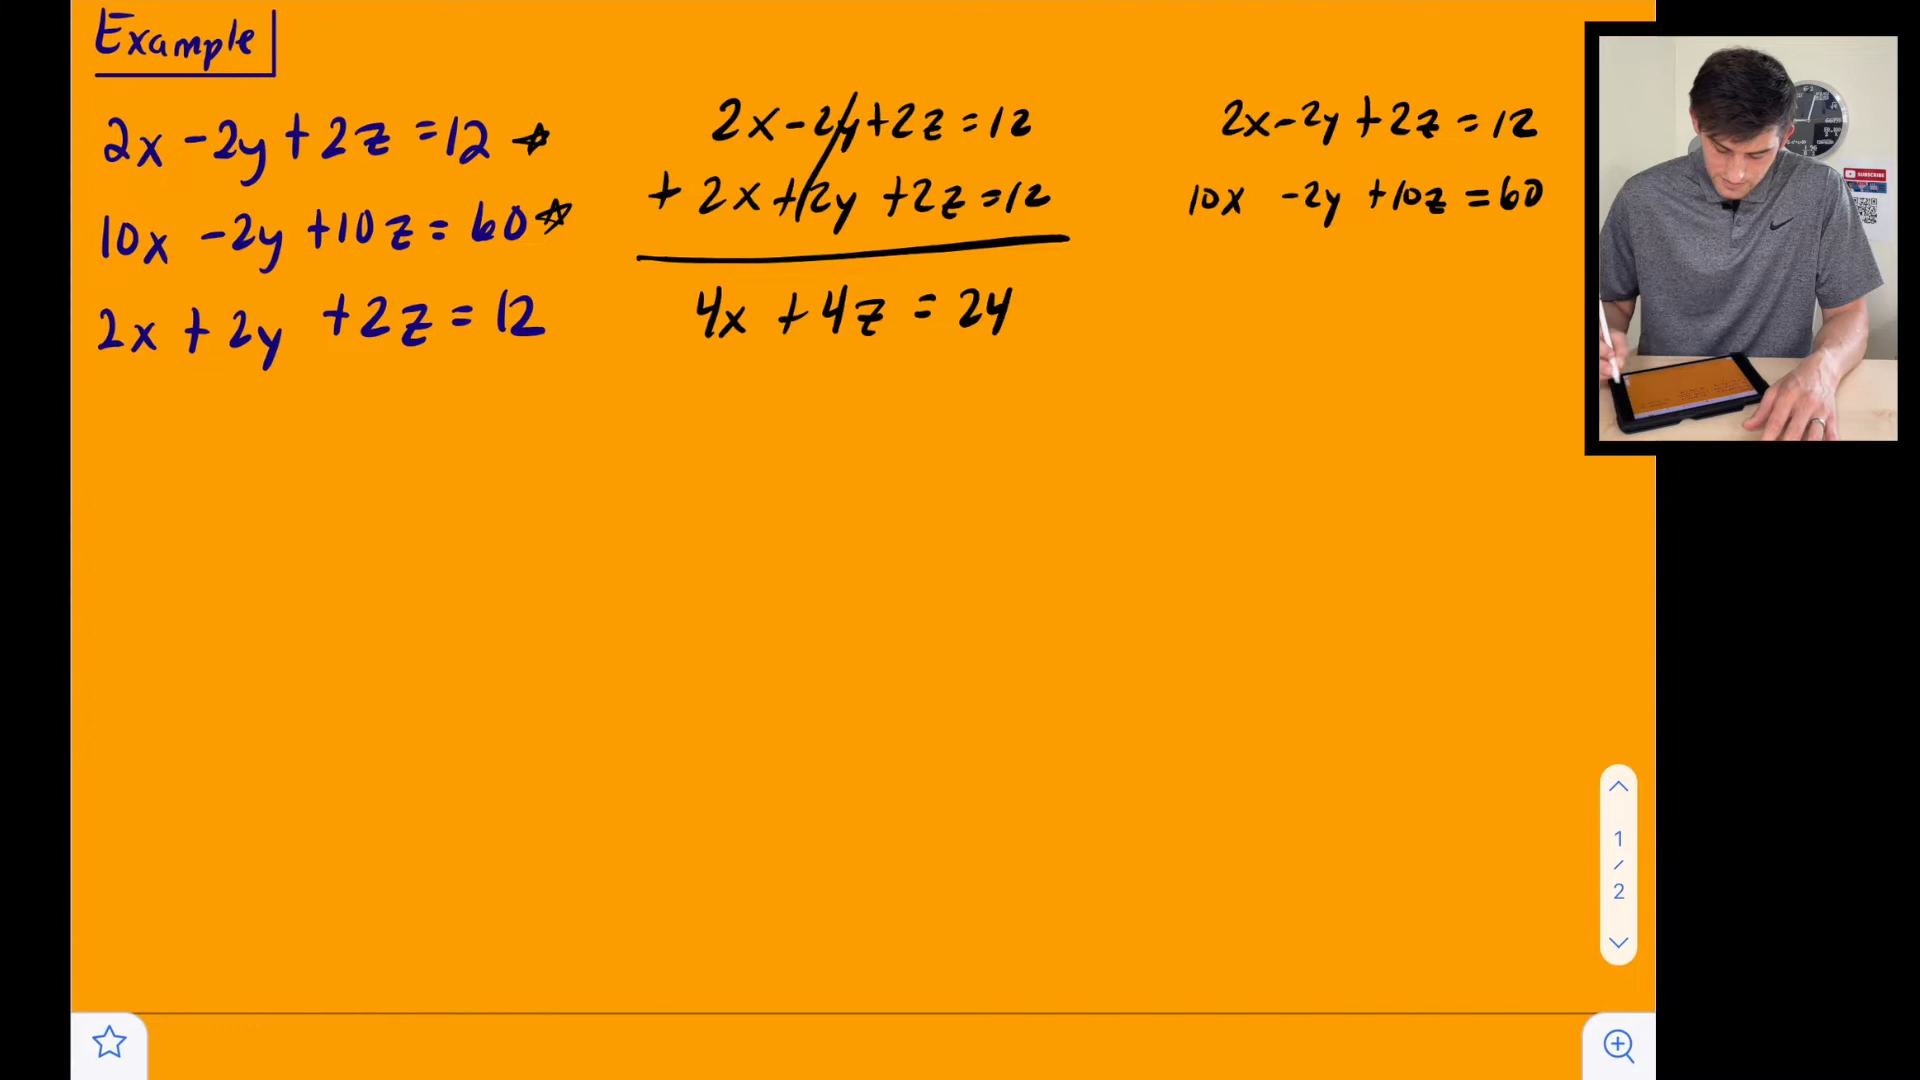 Example
2x -2y +2z =12 ☆
10x -2y +10z = 60 ☆
2x + 2y +2z = 12
2x-2y+2z=12
+ 2x+2y +2z=12
4x +4z = 24
2x-2y +2z = 12
10x -2y +10z =60
SUBSCRIBE
1
/
2